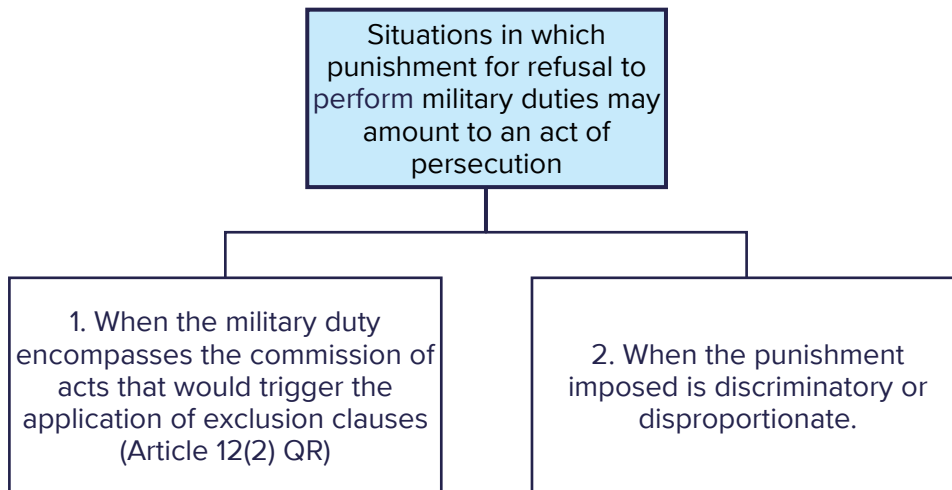 Situations in which
punishment for refusal to
perform military duties may
amount to an act of
persecution
1. When the military duty
encompasses the commission of
acts that would trigger the
application of exclusion clauses
(Article 12(2) QR)
2. When the punishment
imposed is discriminatory or
disproportionate.